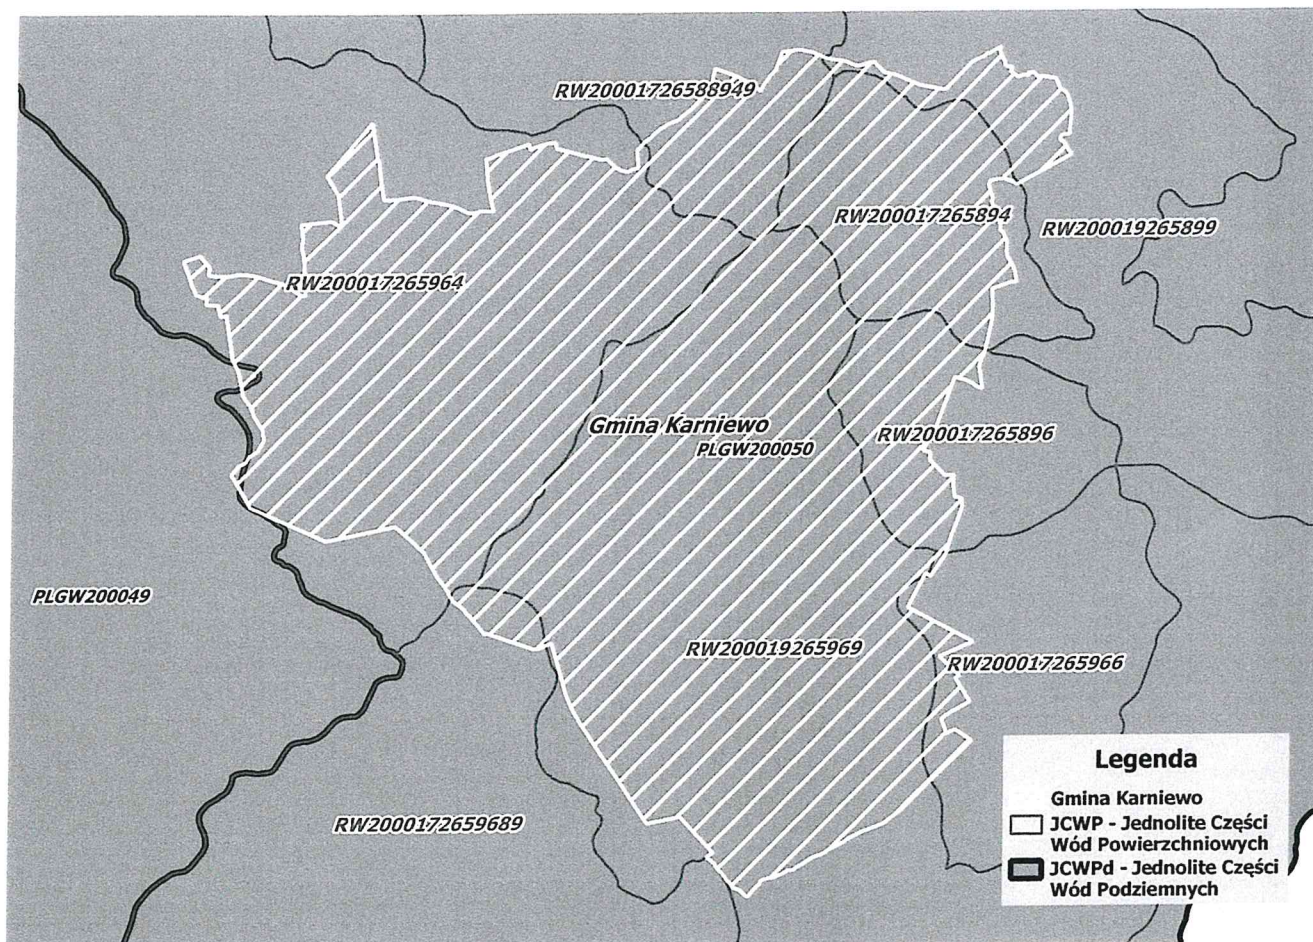 RW20001726588949
RW200017265894
RW200019265899
RW200017265964
Gmina Karniewo
PLGW200050
RW200017265896
PLGW200049
RW200019265969
RW200017265966
RW2000172659689
Legenda
Gmina Karniewo
JCWP - Jednolite Części
Wód Powierzchniowych
JCWPd - Jednolite Części
Wód Podziemnych